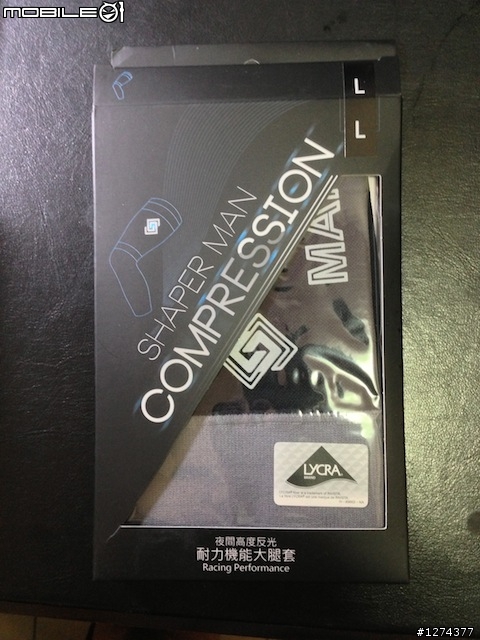 MOBILE01
L
L
SHAPER MAN
COMPRESSION
MA
LYCRA
夜間高度反光
耐力機能大腿套
Racing Performance
#1274377